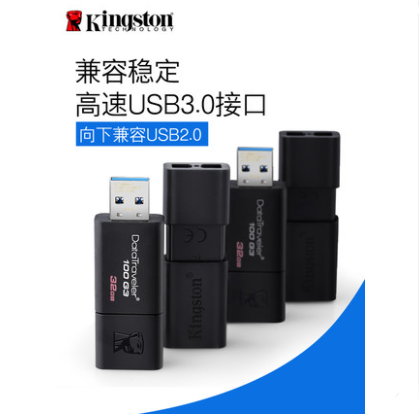 Kingston
TECHNOLOGY
兼容稳定
高速USB3.0接口
向下兼容USB2.0
DataTraveler
100 G3
32GB
Kingston
DataTraveler
100 G3
32GB